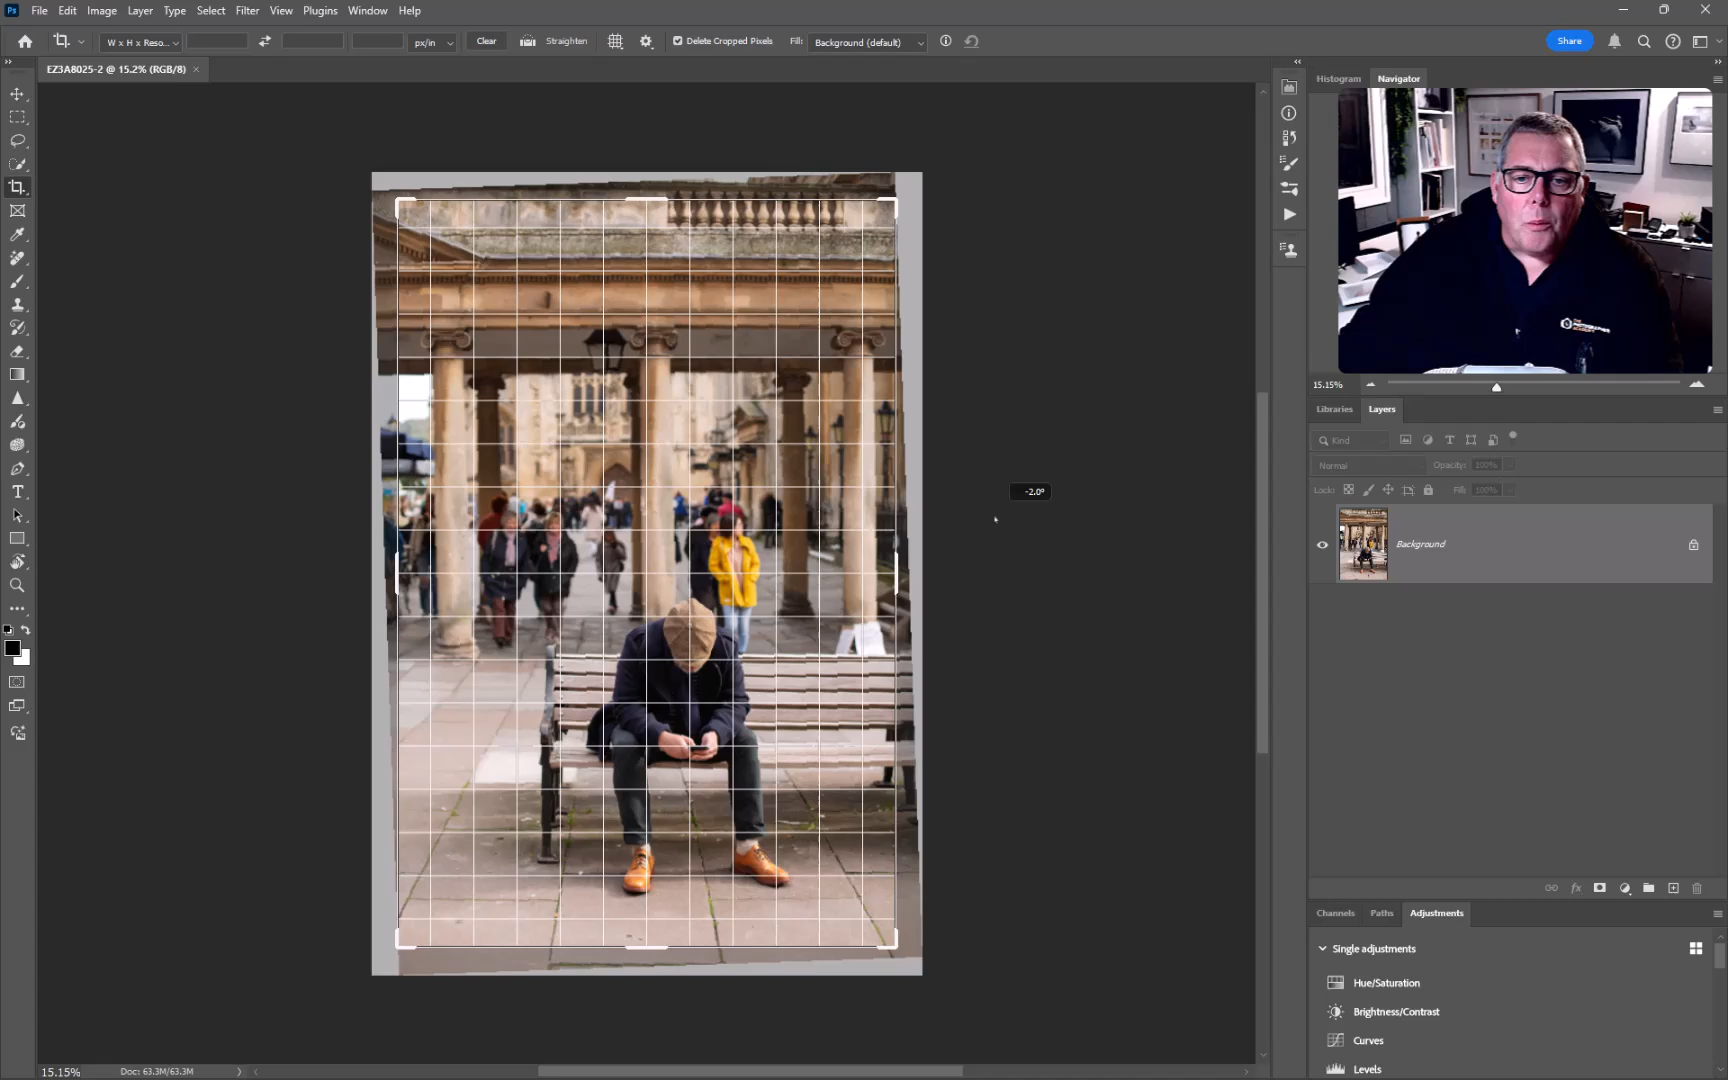 Ps File Edit Image Layer Type Select Filter View Plugins Window Help
W x H x Reso... px/in Clear Straighten Delete Cropped Pixels Fill: Background (default) Share
EZ3A8025-2 @ 15.2% (RGB/8)
Histogram Navigator
-2.0°
15.15%
Libraries Layers
Kind
Normal Opacity: 100%
Lock: Fill: 100%
Background
Channels Paths Adjustments
Single adjustments
Hue/Saturation
Brightness/Contrast
Curves
Levels
15.15% Doc: 63.3M/63.3M